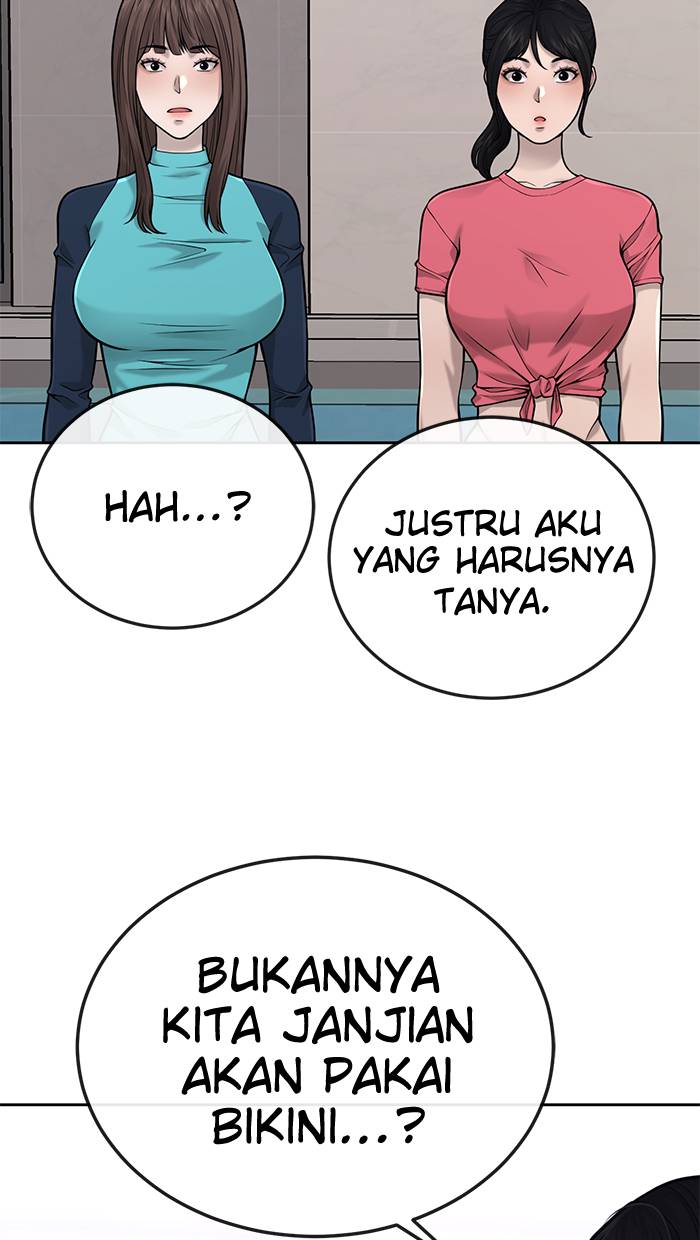 HAH...?
JUSTRU AKU
YANG HARUSNYA
TANYA.
BUKANNYA
KITA JANJIAN
AKAN PAKAI
BIKINI...?